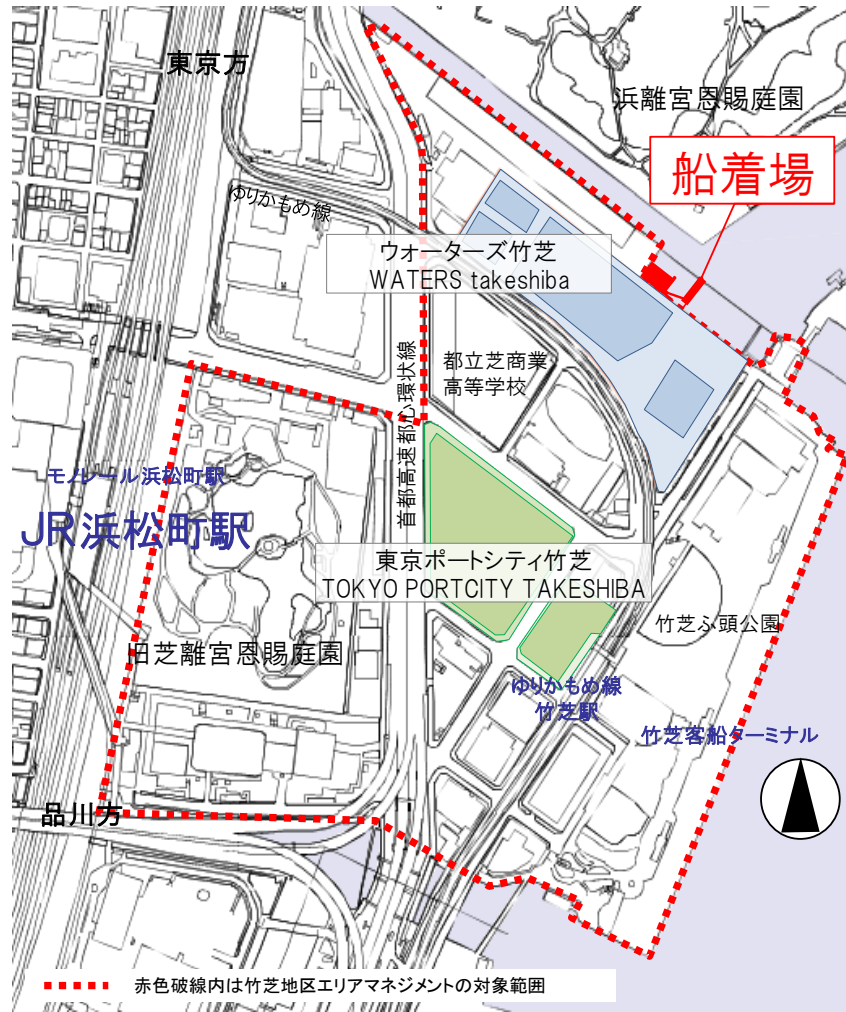 東京方
浜離宮恩賜庭園
船着場
ゆりかもめ線
ウォーターズ竹芝
WATERS takeshiba
首都高速都心環状線
都立芝商業
高等学校
モノレール浜松町駅
JR浜松町駅
東京ポートシティ竹芝
TOKYO PORTCITY TAKESHIBA
竹芝ふ頭公園
旧芝離宮恩賜庭園
ゆりかもめ線
竹芝駅
竹芝客船ターミナル
品川方
赤色破線内は竹芝地区エリアマネジメントの対象範囲